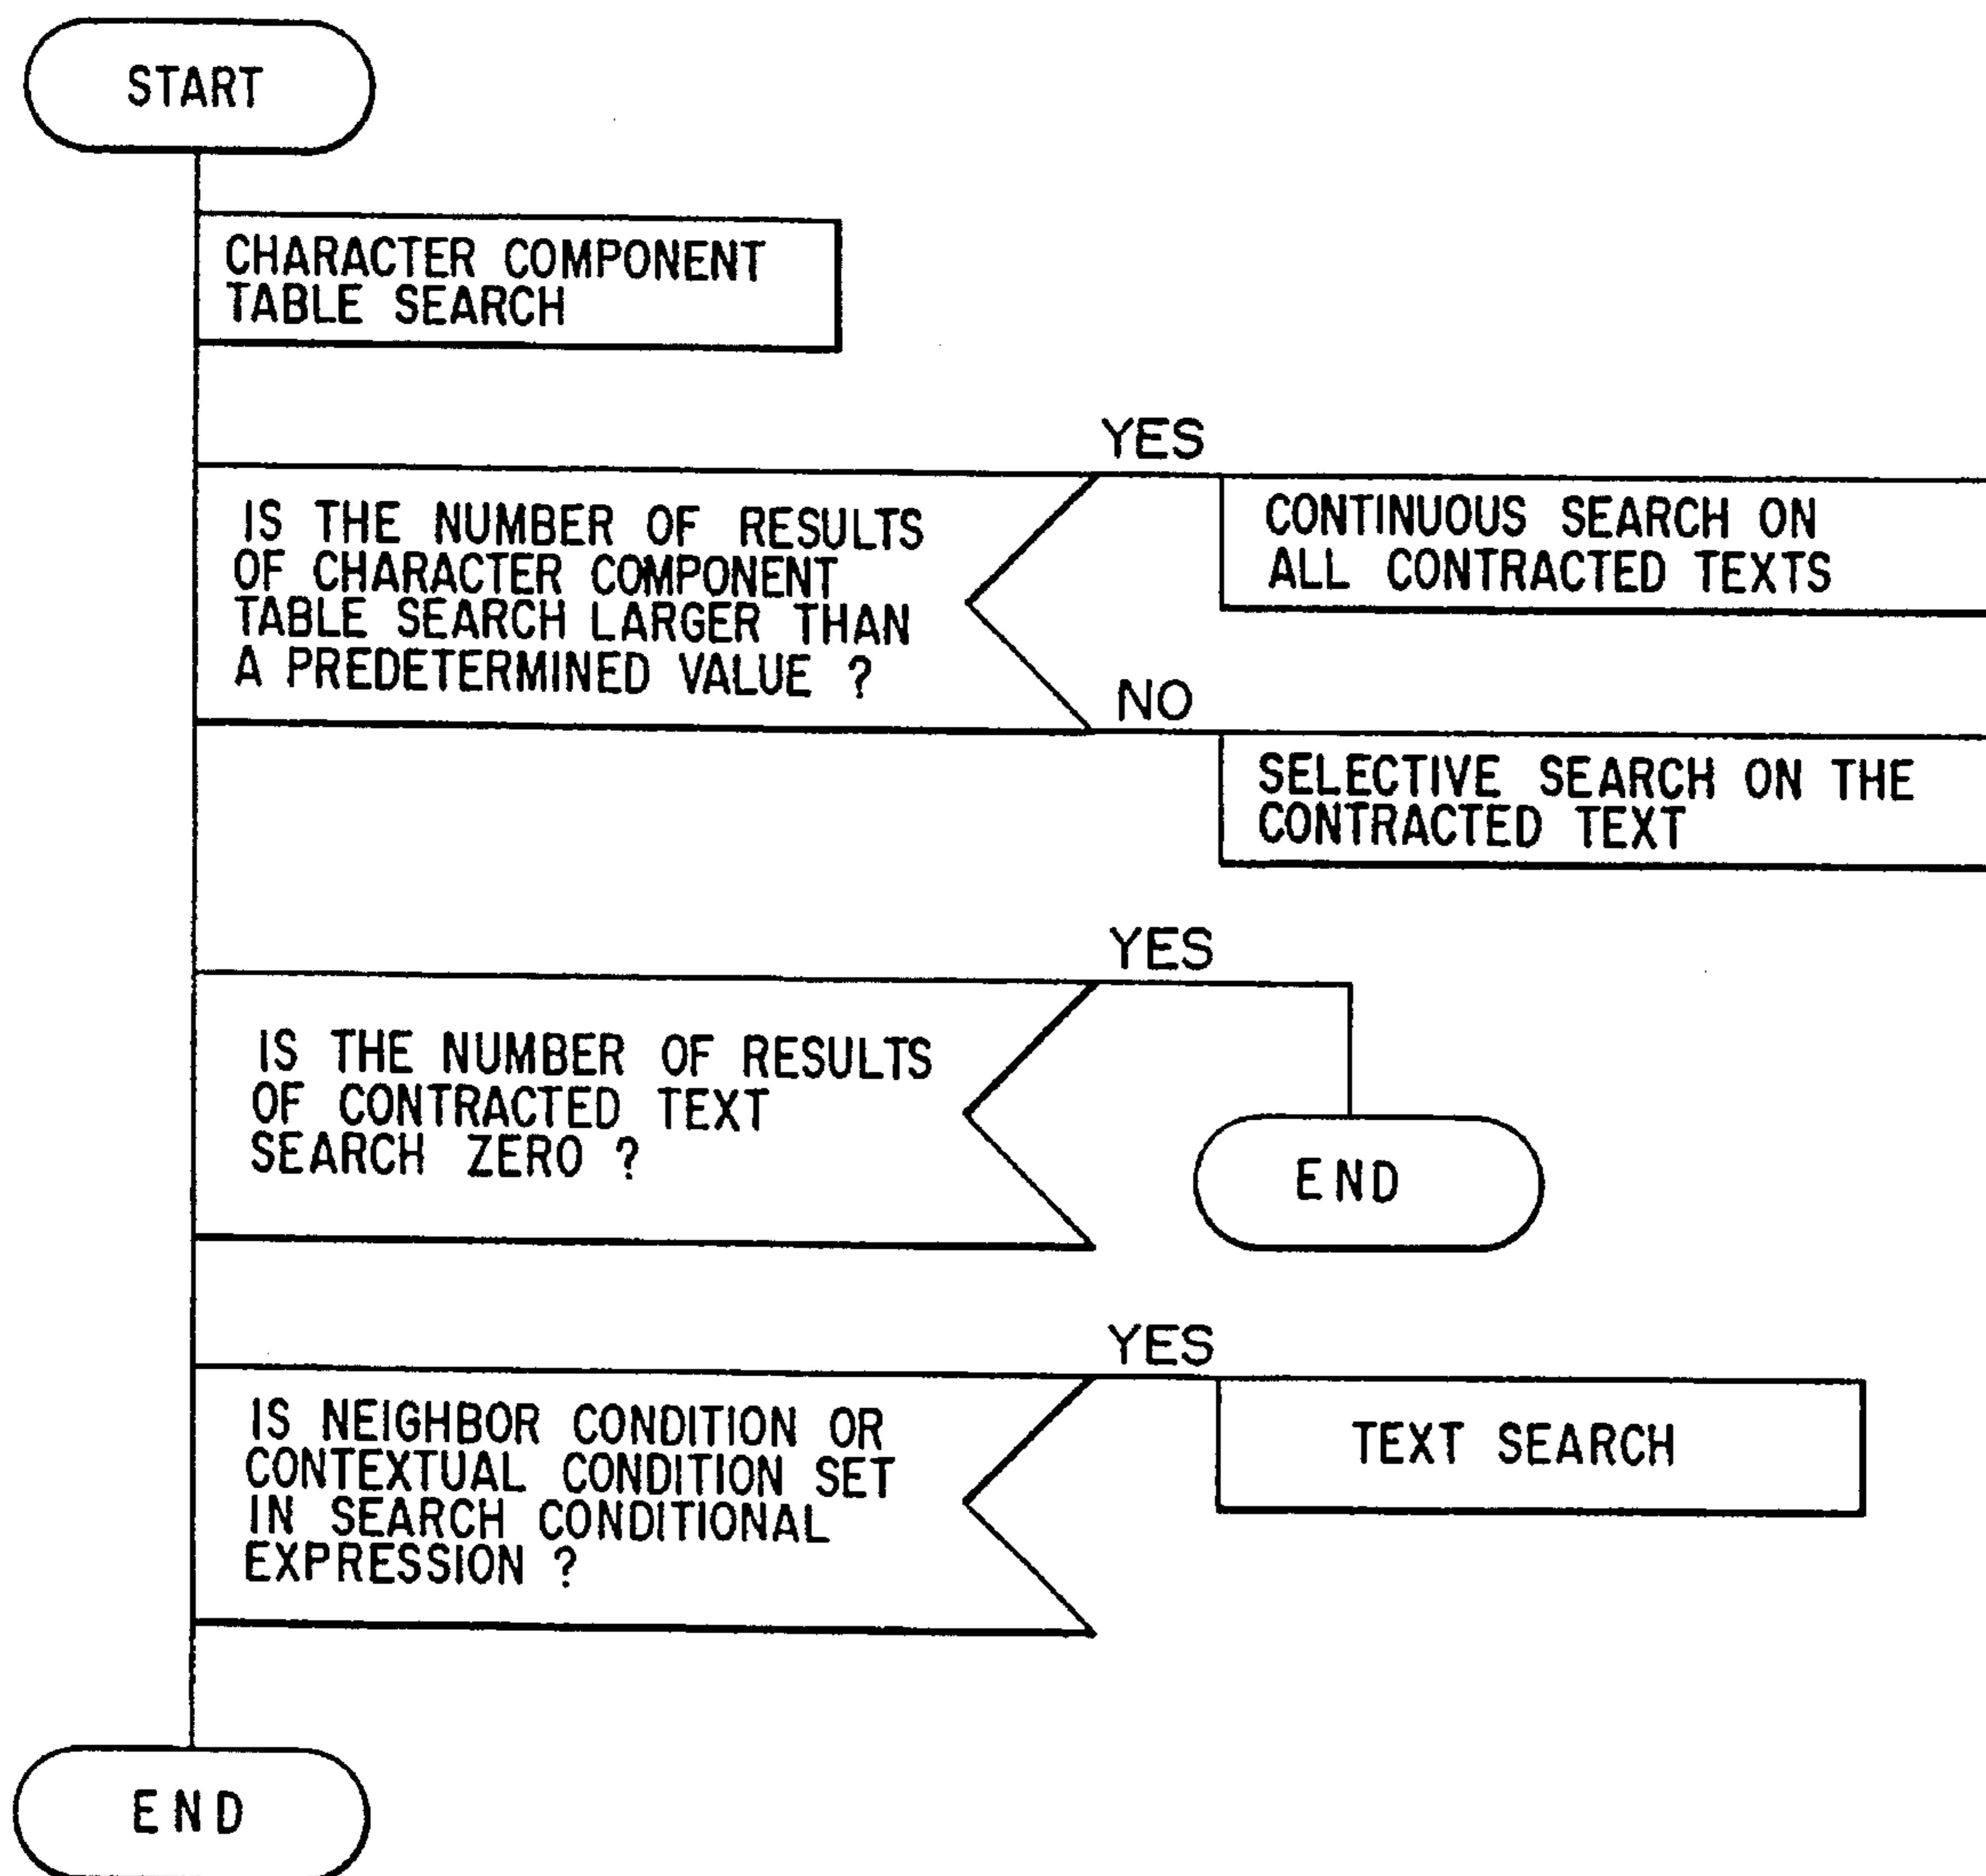 START
CHARACTER COMPONENT
TABLE SEARCH
YES
IS THE NUMBER OF RESULTS
OF CHARACTER COMPONENT
TABLE SEARCH LARGER THAN
A PREDETERMINED VALUE ?
CONTINUOUS SEARCH ON
ALL CONTRACTED TEXTS
NO
SELECTIVE SEARCH ON THE
CONTRACTED TEXT
YES
IS THE NUMBER OF RESULTS
OF CONTRACTED TEXT
SEARCH ZERO ?
END
YES
IS NEIGHBOR CONDITION OR
CONTEXTUAL CONDITION SET
IN SEARCH CONDITIONAL
EXPRESSION ?
TEXT SEARCH
END